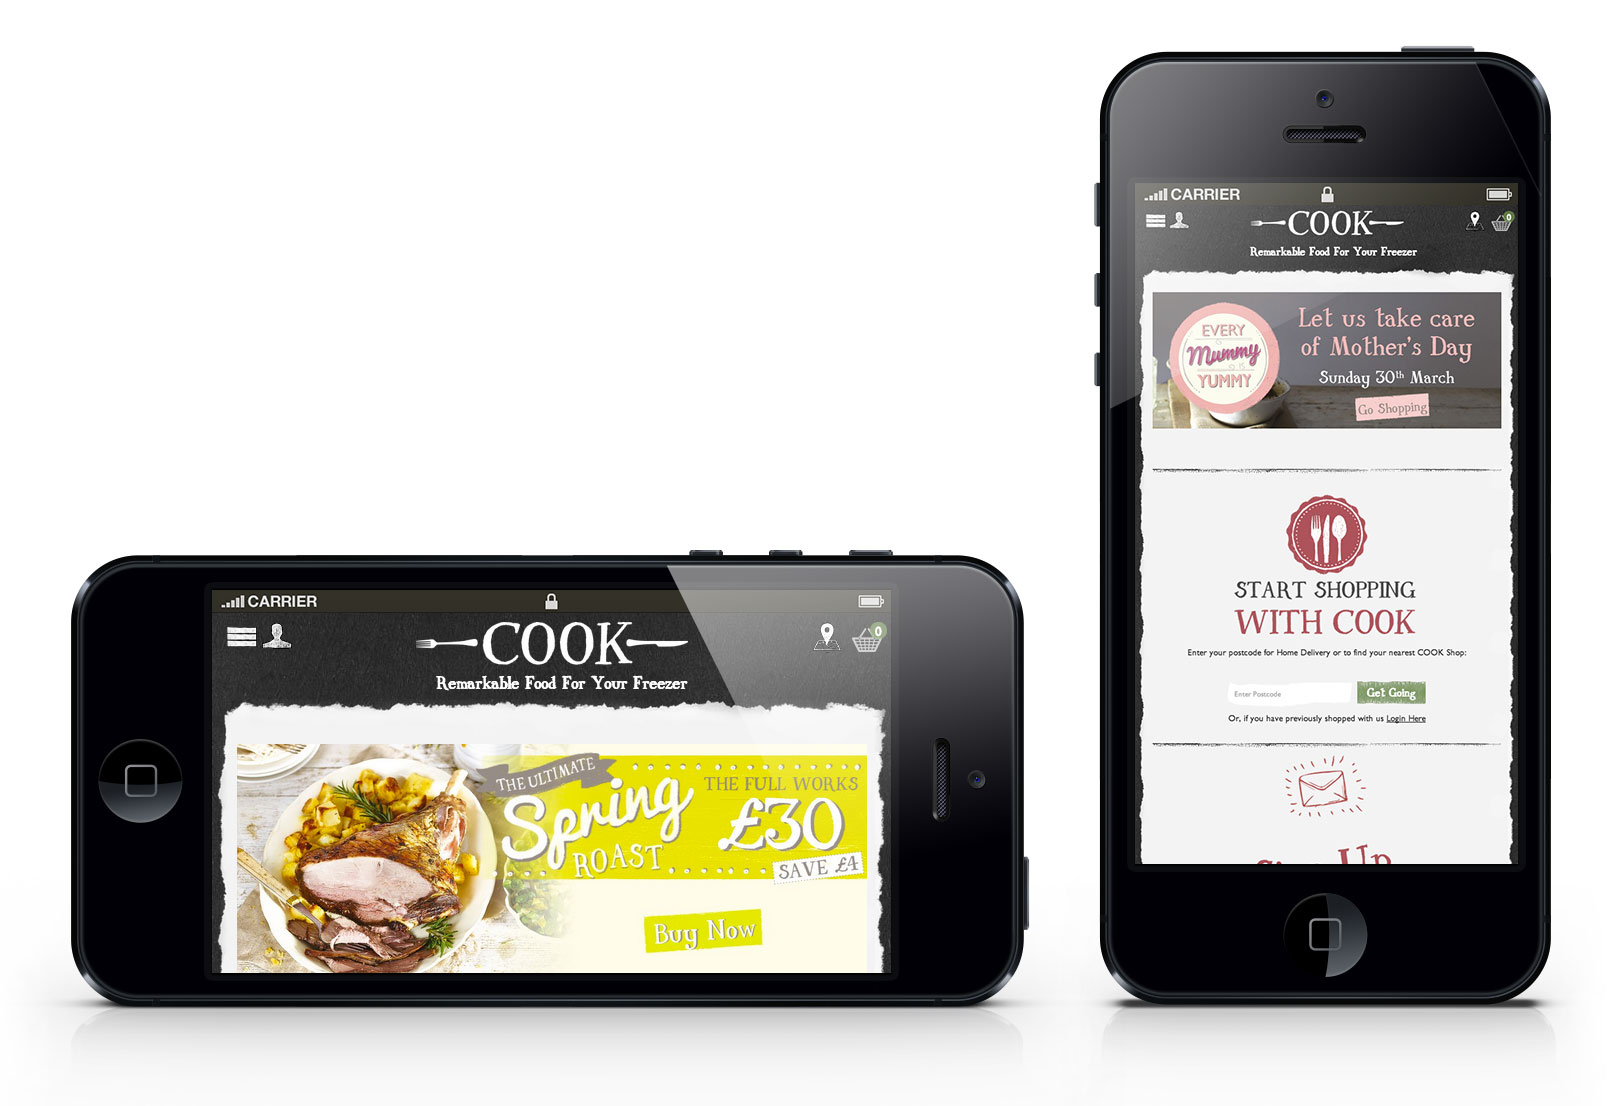 CARRIER
0
COOK
Remarkable Food For Your Freezer
THE ULTIMATE
Spring
ROAST
THE FULL WORKS
£30
SAVE £4
Buy Now
CARRIER
0
COOK
Remarkable Food For Your Freezer
EVERY
Mummy
IS
YUMMY
Let us take care
of Mother's Day
Sunday 30th March
Go Shopping
START SHOPPING
WITH COOK
Enter your postcode for Home Delivery or to find your nearest COOK Shop:
Enter Postcode
Get Going
Or, if you have previously shopped with us Login Here
Sign Up